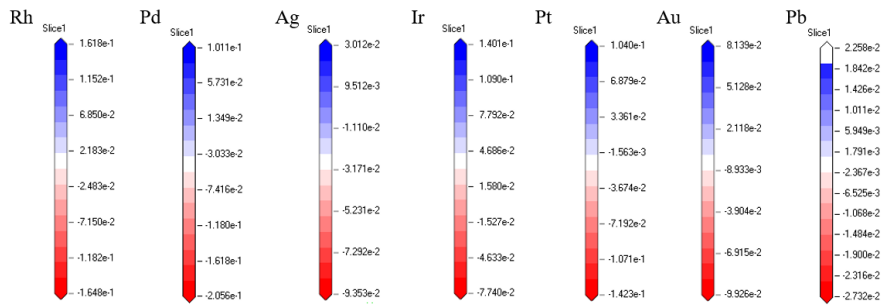 Rh
Slice1
1.618e-1
1.152e-1
6.850e-2
2.183e-2
-2.483e-2
-7.150e-2
-1.182e-1
-1.648e-1
Pd
Slice1
1.011e-1
5.731e-2
1.349e-2
-3.033e-2
-7.416e-2
-1.180e-1
-1.618e-1
-2.056e-1
Ag
Slice1
3.012e-2
9.512e-3
-1.110e-2
-3.171e-2
-5.231e-2
-7.292e-2
-9.353e-2
Ir
Slice1
1.401e-1
1.090e-1
7.792e-2
4.686e-2
1.580e-2
-1.527e-2
-4.633e-2
-7.740e-2
Pt
Slice1
1.040e-1
6.879e-2
3.361e-2
-1.563e-3
-3.674e-2
-7.192e-2
-1.071e-1
-1.423e-1
Au
Slice1
8.139e-2
5.128e-2
2.118e-2
-8.933e-3
-3.904e-2
-6.915e-2
-9.926e-2
Pb
Slice1
2.258e-2
1.842e-2
1.426e-2
1.011e-2
5.949e-3
1.791e-3
-2.367e-3
-6.525e-3
-1.068e-2
-1.484e-2
-1.900e-2
-2.316e-2
-2.732e-2